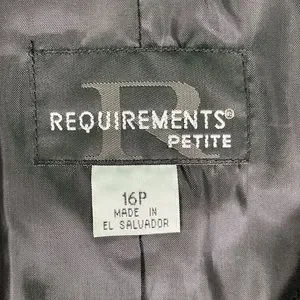 R
REQUIREMENTS®
PETITE
16P
MADE IN
EL SALVADOR